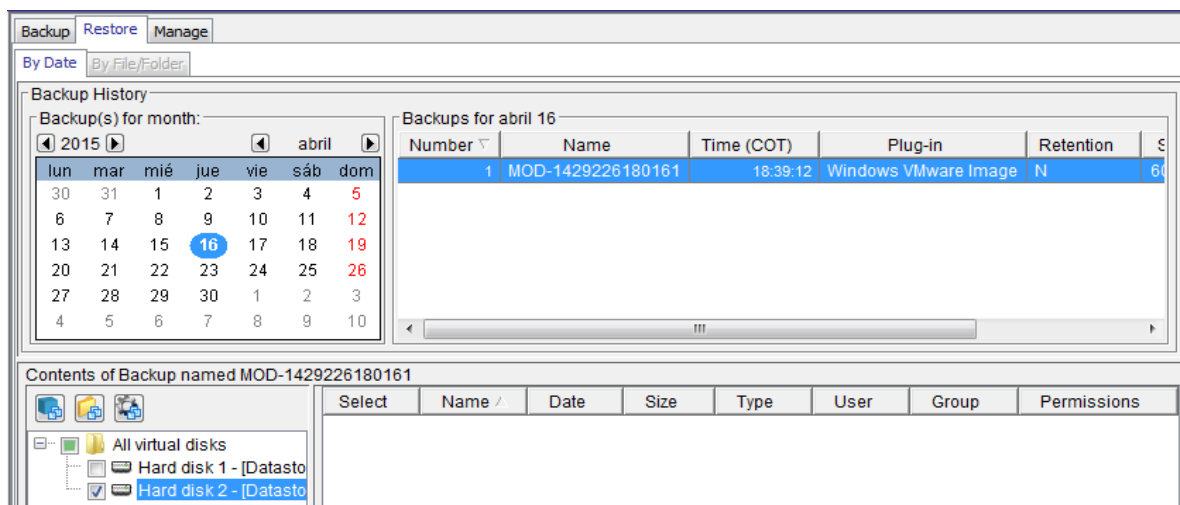 Backup Restore Manage
By Date By File/Folder
Backup History
Backup(s) for month:
2015 abril
lun mar mié jue vie sáb dom
30 31 1 2 3 4 5
6 7 8 9 10 11 12
13 14 15 16 17 18 19
20 21 22 23 24 25 26
27 28 29 30 1 2 3
4 5 6 7 8 9 10
Backups for abril 16
Number Name Time (COT) Plug-in Retention S
1 MOD-1429226180161 18:39:12 Windows VMware Image N 60
Contents of Backup named MOD-1429226180161
All virtual disks
Hard disk 1 - [Datasto
Hard disk 2 - [Datasto
Select Name Date Size Type User Group Permissions